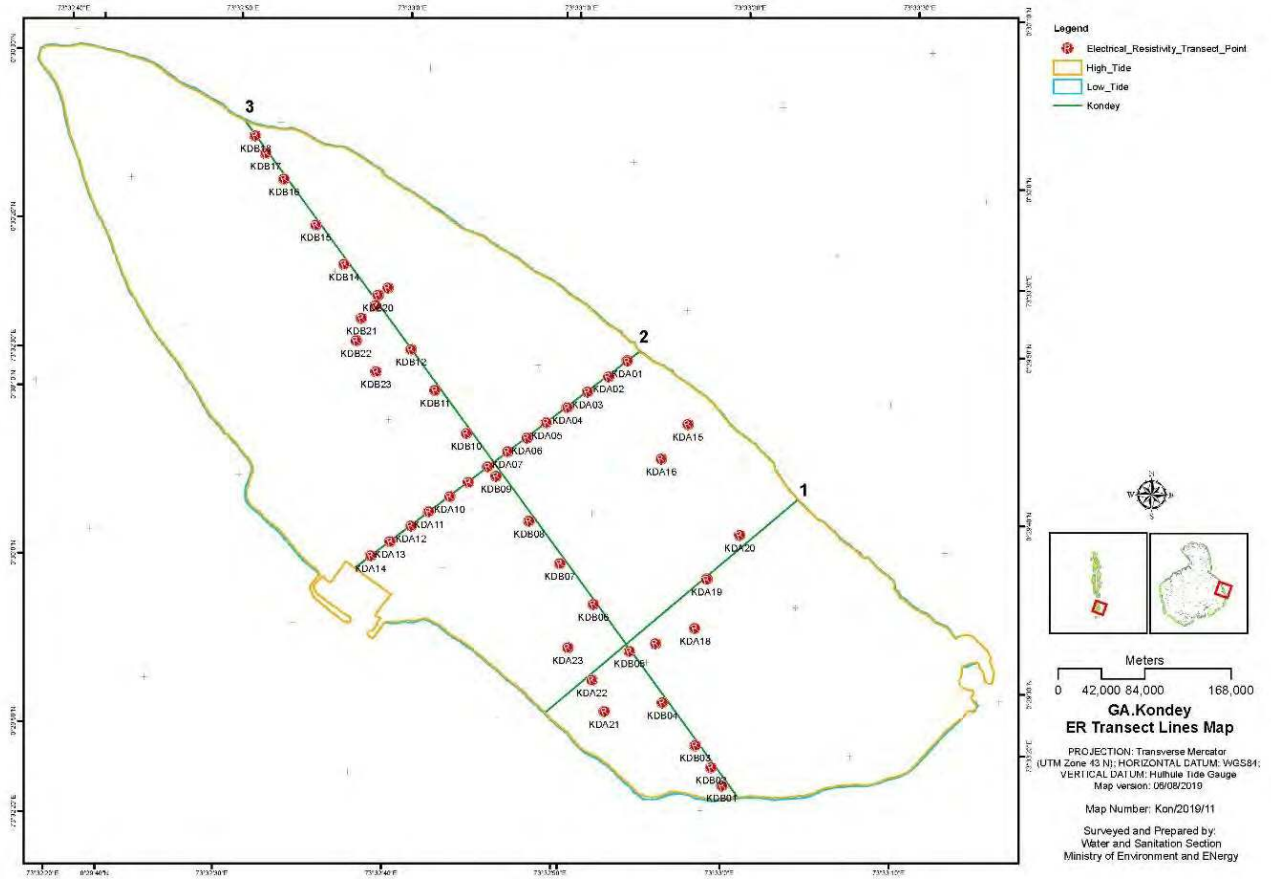 Legend
Electrical_Resistivity_Transect_Point
High_Tide
Low_Tide
Kondey
3
KDB18
KDB17
KDB16
KDB15
KDB14
KDB20
KDB21
KDB22
KDB12
KDB23
KDB11
KDB10
2
KDA01
KDA02
KDA03
KDA04
KDA05
KDA06
KDA07
KDB09
KDA10
KDA11
KDA12
KDA13
KDA14
KDA15
KDA16
1
KDB08
KDA20
KDB07
KDA19
KDB06
KDA18
KDA23
KDB05
KDA22
KDA21
KDB04
KDB03
KDB02
KDB01
N
W E
S
Meters
0 42,000 84,000 168,000
GA.Kondey
ER Transect Lines Map
PROJECTION: Transverse Mercator
(UTM Zone 43 N); HORIZONTAL DATUM: WGS84;
VERTICAL DATUM: Hulhule Tide Gauge
Map version: 06/08/2019
Map Number: Kon/2019/11
Surveyed and Prepared by:
Water and Sanitation Section
Ministry of Environment and ENergy